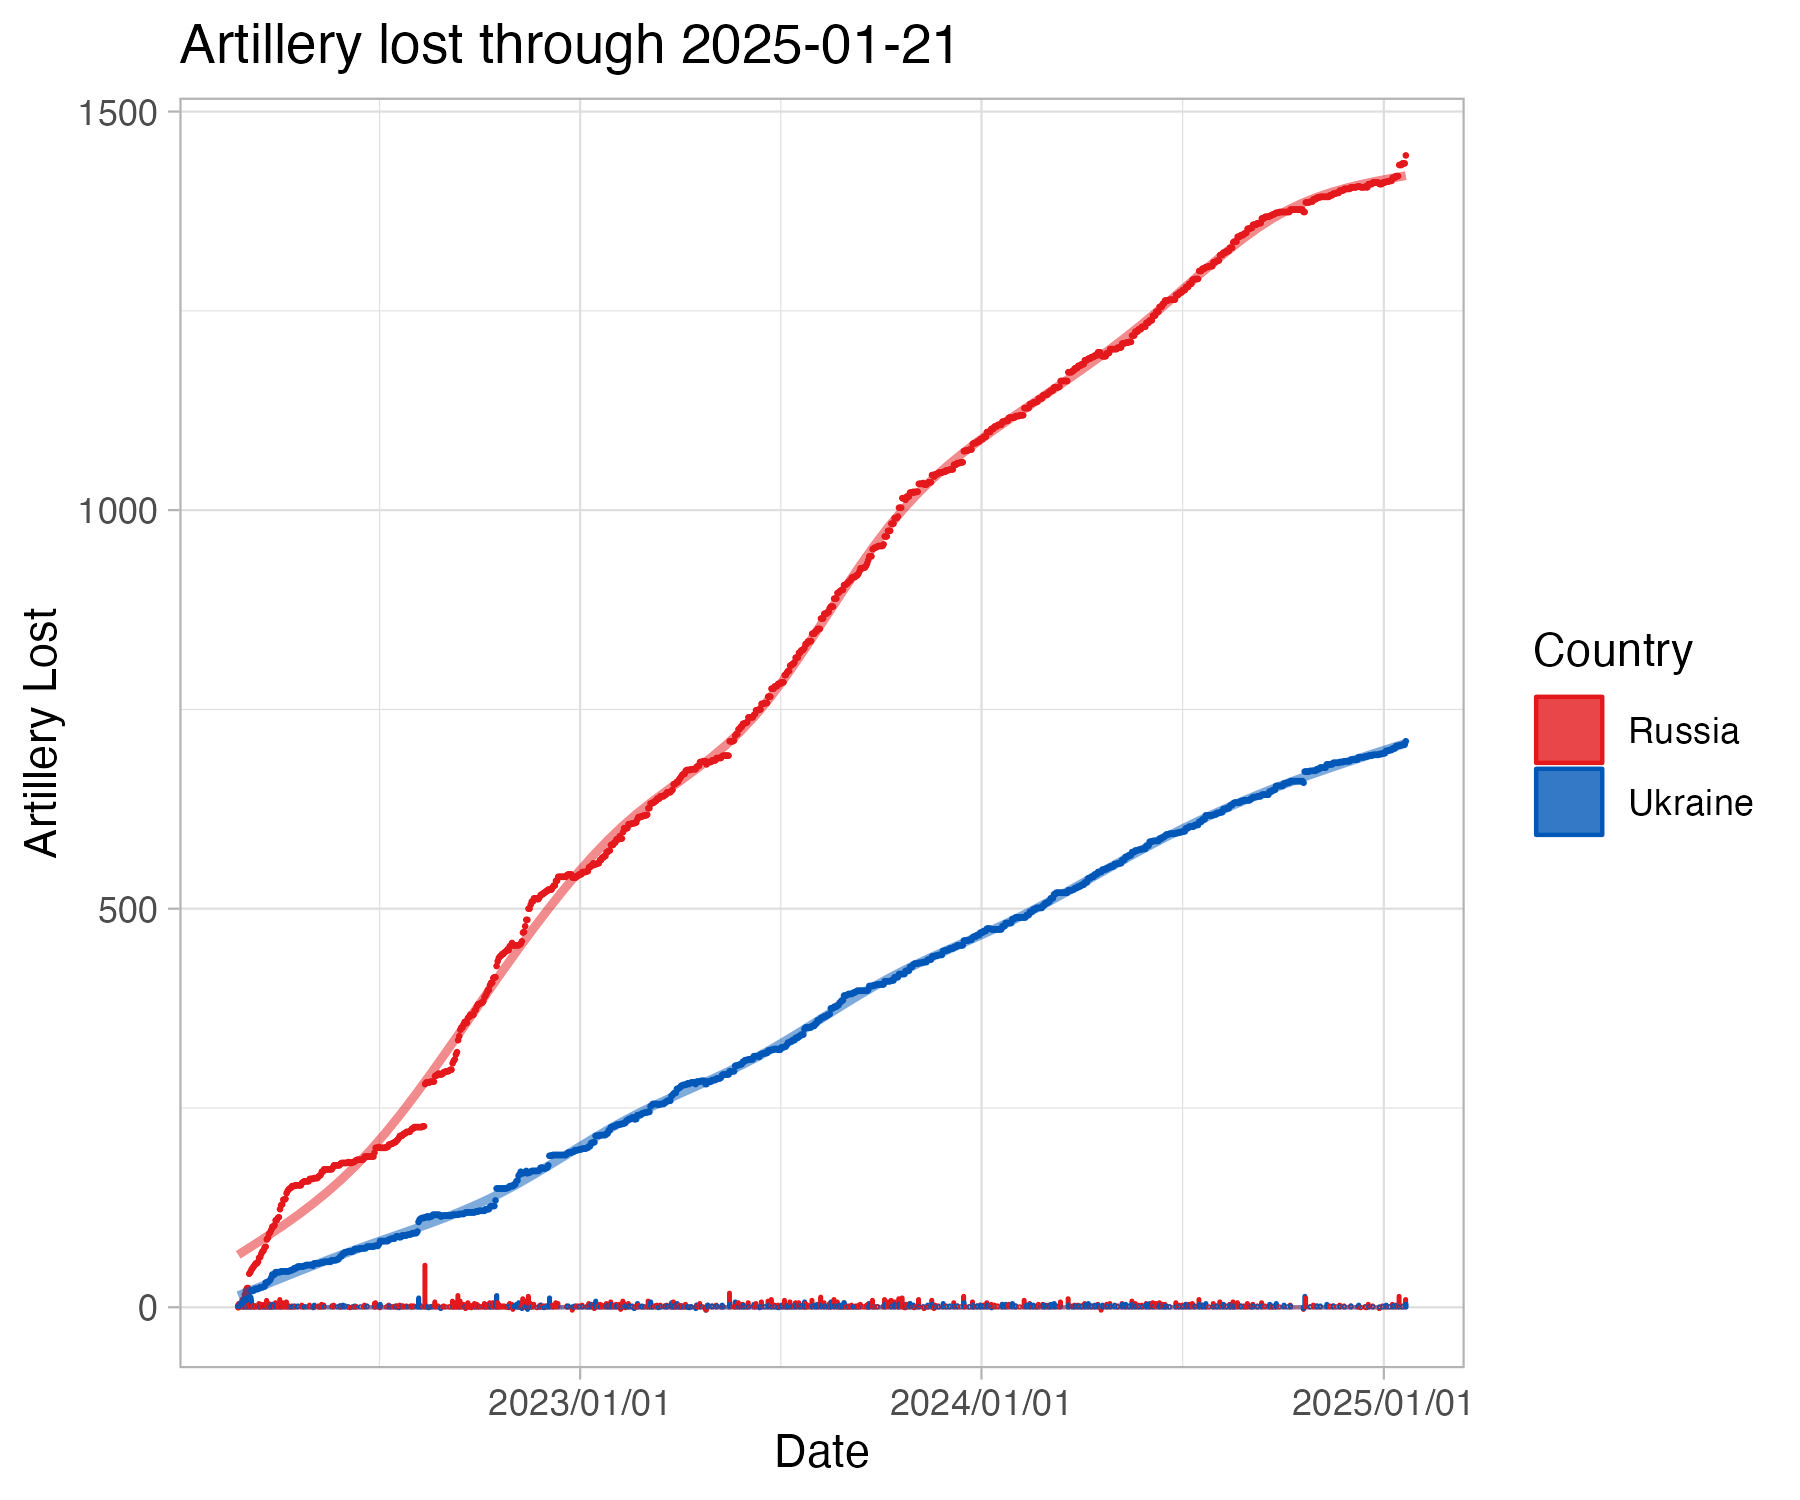 Artillery lost through 2025-01-21
Artillery Lost
1500
1000
500
0
2023/01/01
2024/01/01
2025/01/01
Date
Country
Russia
Ukraine